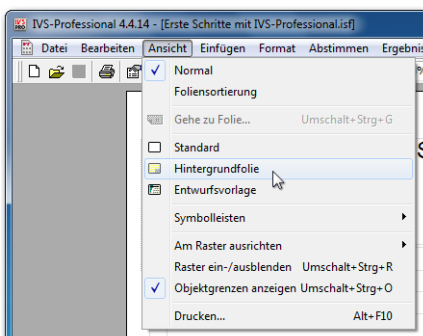 IVS-Professional 4.4.14 - [Erste Schritte mit IVS-Professional.isf]
Datei Bearbeiten Ansicht Einfügen Format Abstimmen Ergebnis
Normal
Foliensortierung
Gehe zu Folie... Umschalt+Strg+G
Standard
Hintergrundfolie
Entwurfsvorlage
Symbolleisten
Am Raster ausrichten
Raster ein-/ausblenden Umschalt+Strg+R
Objektgrenzen anzeigen Umschalt+Strg+O
Drucken... Alt+F10